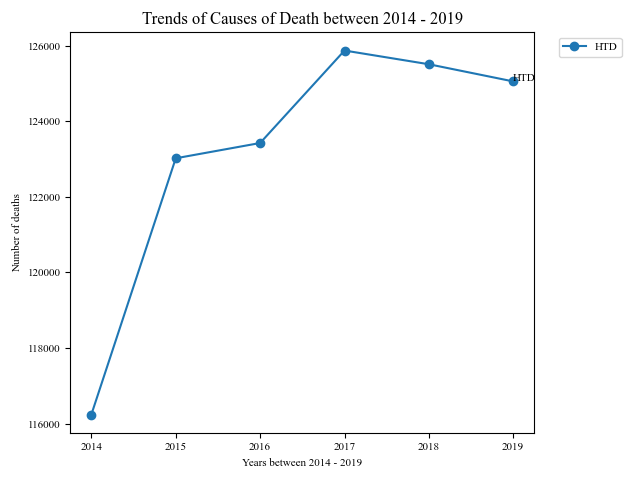 Trends of Causes of Death between 2014 - 2019
HTD
126000
124000
122000
120000
118000
116000
Number of deaths
HTD
2014 2015 2016 2017 2018 2019
Years between 2014 - 2019